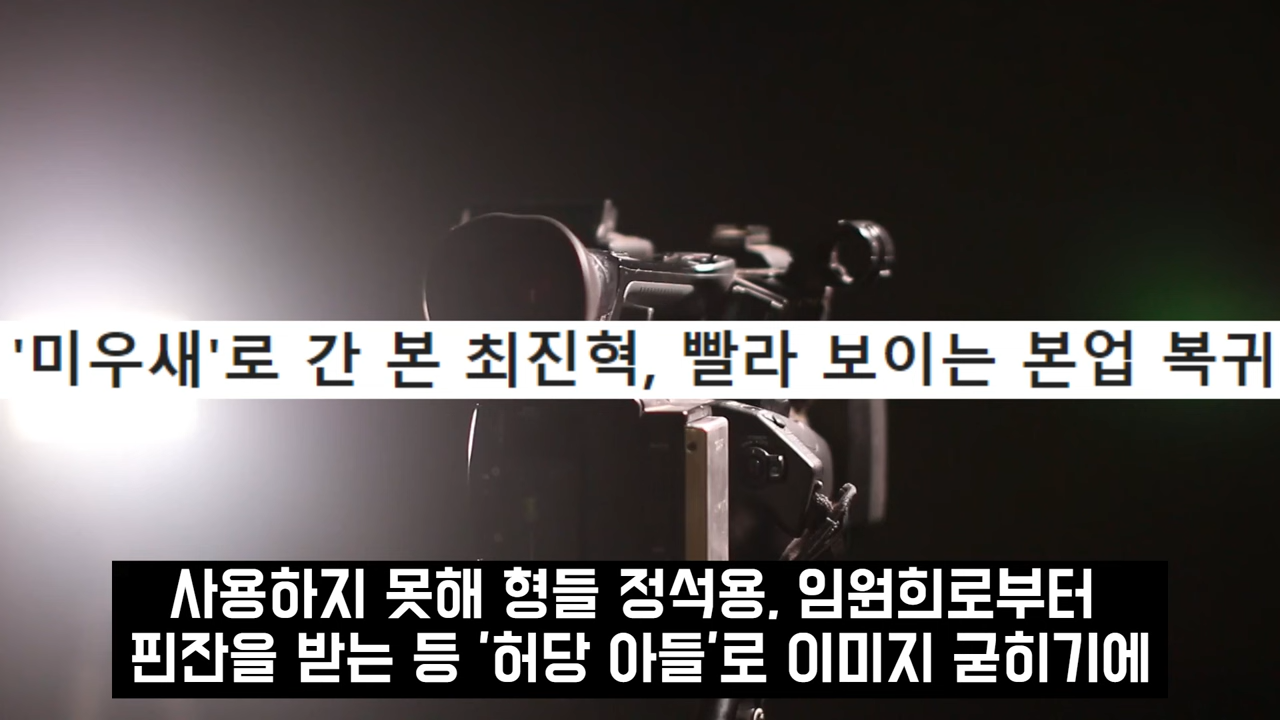 '미우새'로 간 본 최진혁, 빨라 보이는 본업 복귀
사용하지 못해 형들 정석용, 임원희로부터
핀잔을 받는 등 '허당 아들'로 이미지 굳히기에